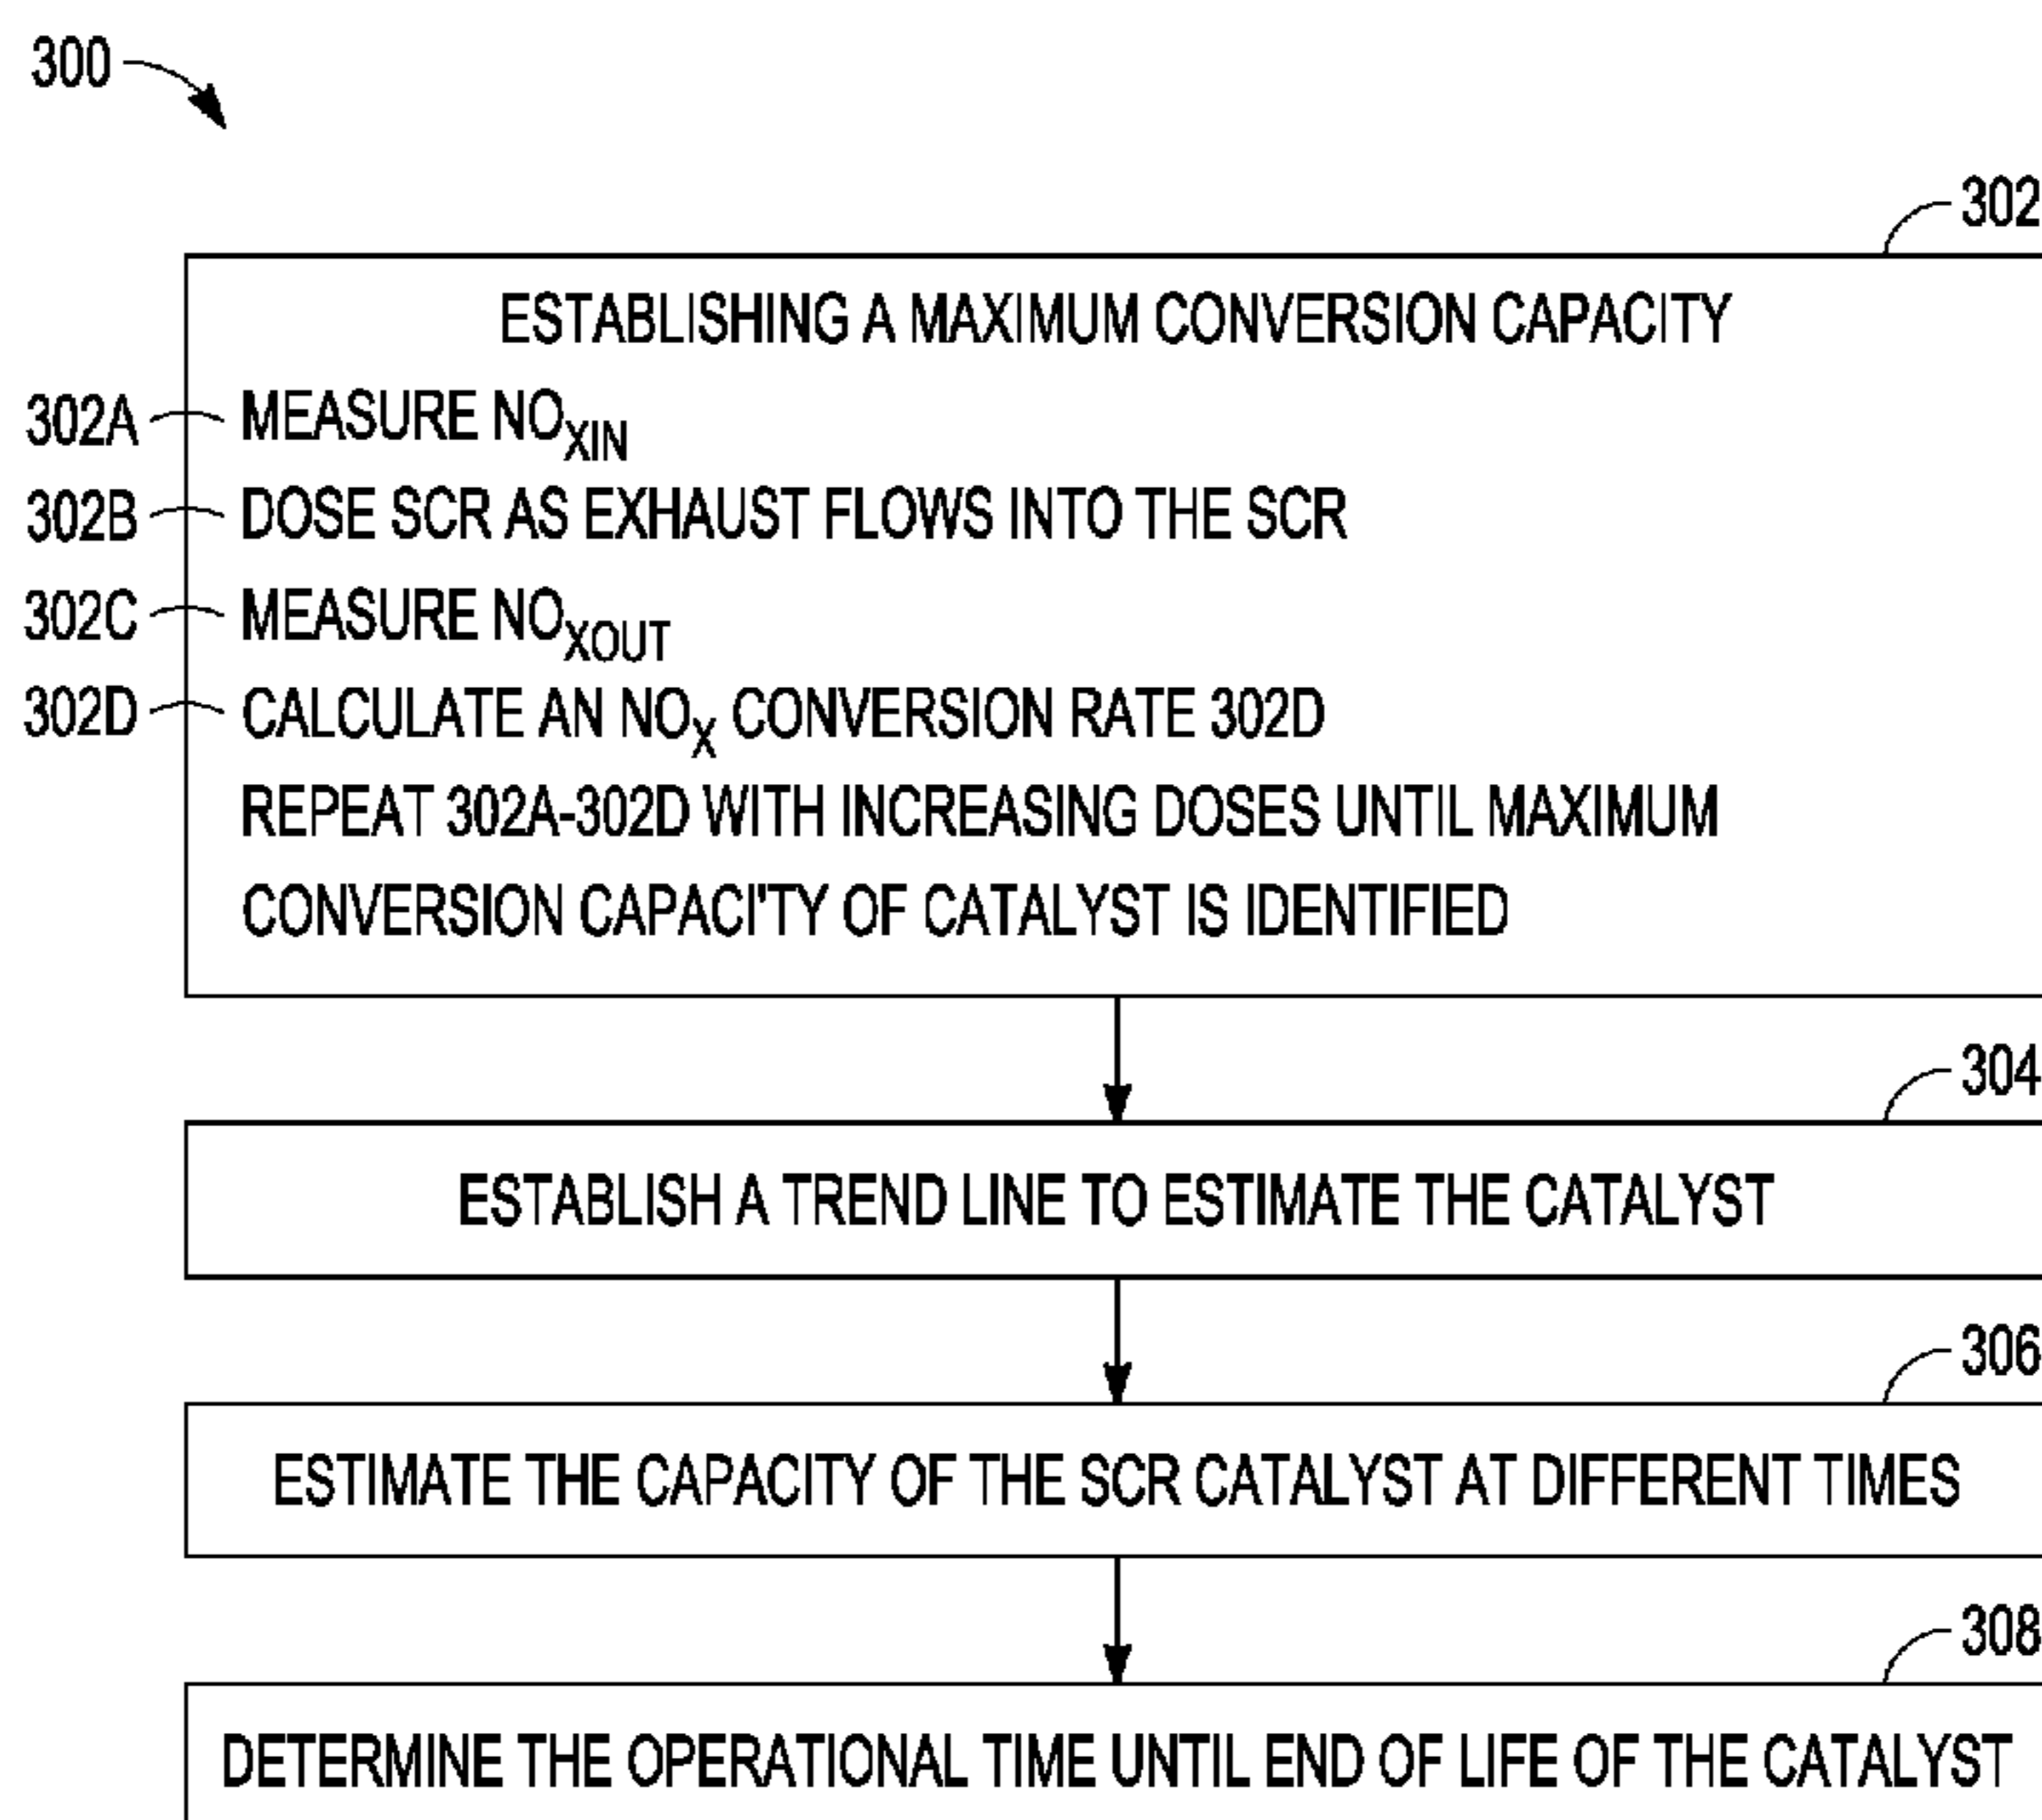 300
302
ESTABLISHING A MAXIMUM CONVERSION CAPACITY
302A MEASURE NOXIN
302B DOSE SCR AS EXHAUST FLOWS INTO THE SCR
302C MEASURE NOXOUT
302D CALCULATE AN NOX CONVERSION RATE 302D
REPEAT 302A-302D WITH INCREASING DOSES UNTIL MAXIMUM
CONVERSION CAPACI'TY OF CATALYST IS IDENTIFIED
304
ESTABLISH A TREND LINE TO ESTIMATE THE CATALYST
306
ESTIMATE THE CAPACITY OF THE SCR CATALYST AT DIFFERENT TIMES
308
DETERMINE THE OPERATIONAL TIME UNTIL END OF LIFE OF THE CATALYST